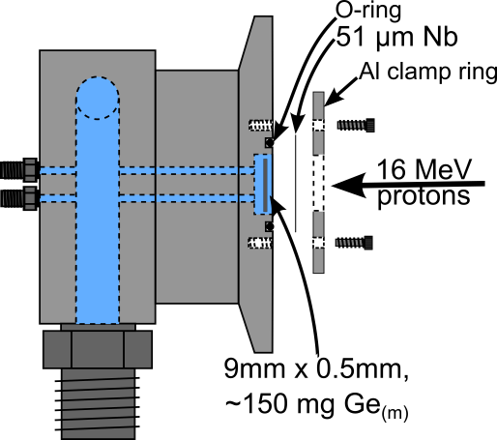 O-ring
51 µm Nb
Al clamp ring
16 MeV
protons
9mm x 0.5mm,
~150 mg Ge(m)